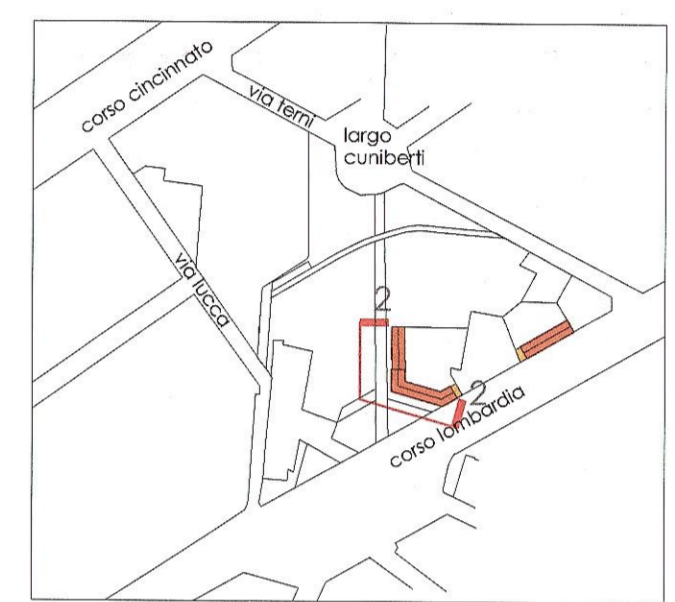 corso cincinnato
via terni
largo
cuniberti
via lucca
2
2
corso lombardia